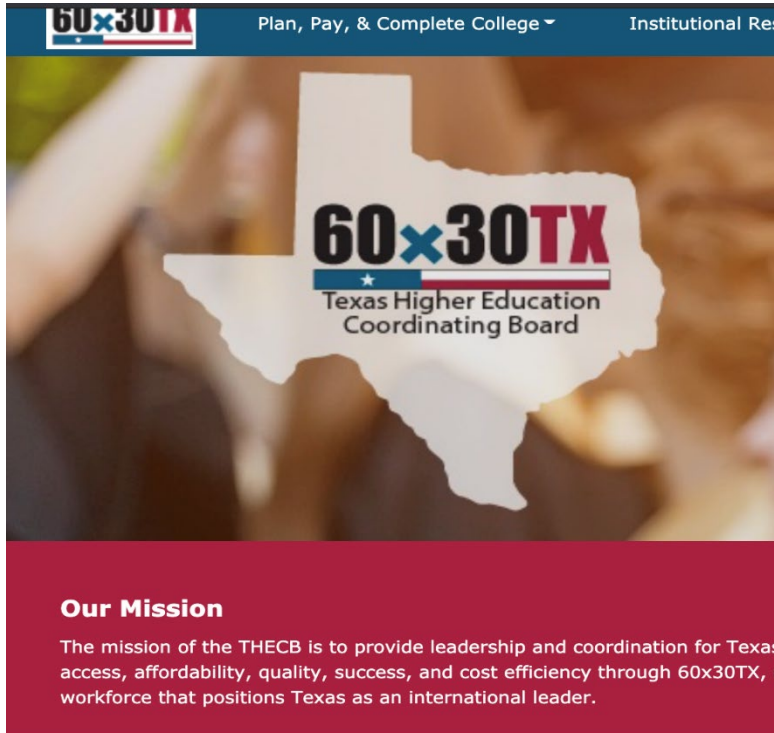 60x30TX
Plan, Pay, & Complete College
Institutional Res
60x30TX
Texas Higher Education
Coordinating Board
Our Mission
The mission of the THECB is to provide leadership and coordination for Texas
access, affordability, quality, success, and cost efficiency through 60x30TX,
workforce that positions Texas as an international leader.